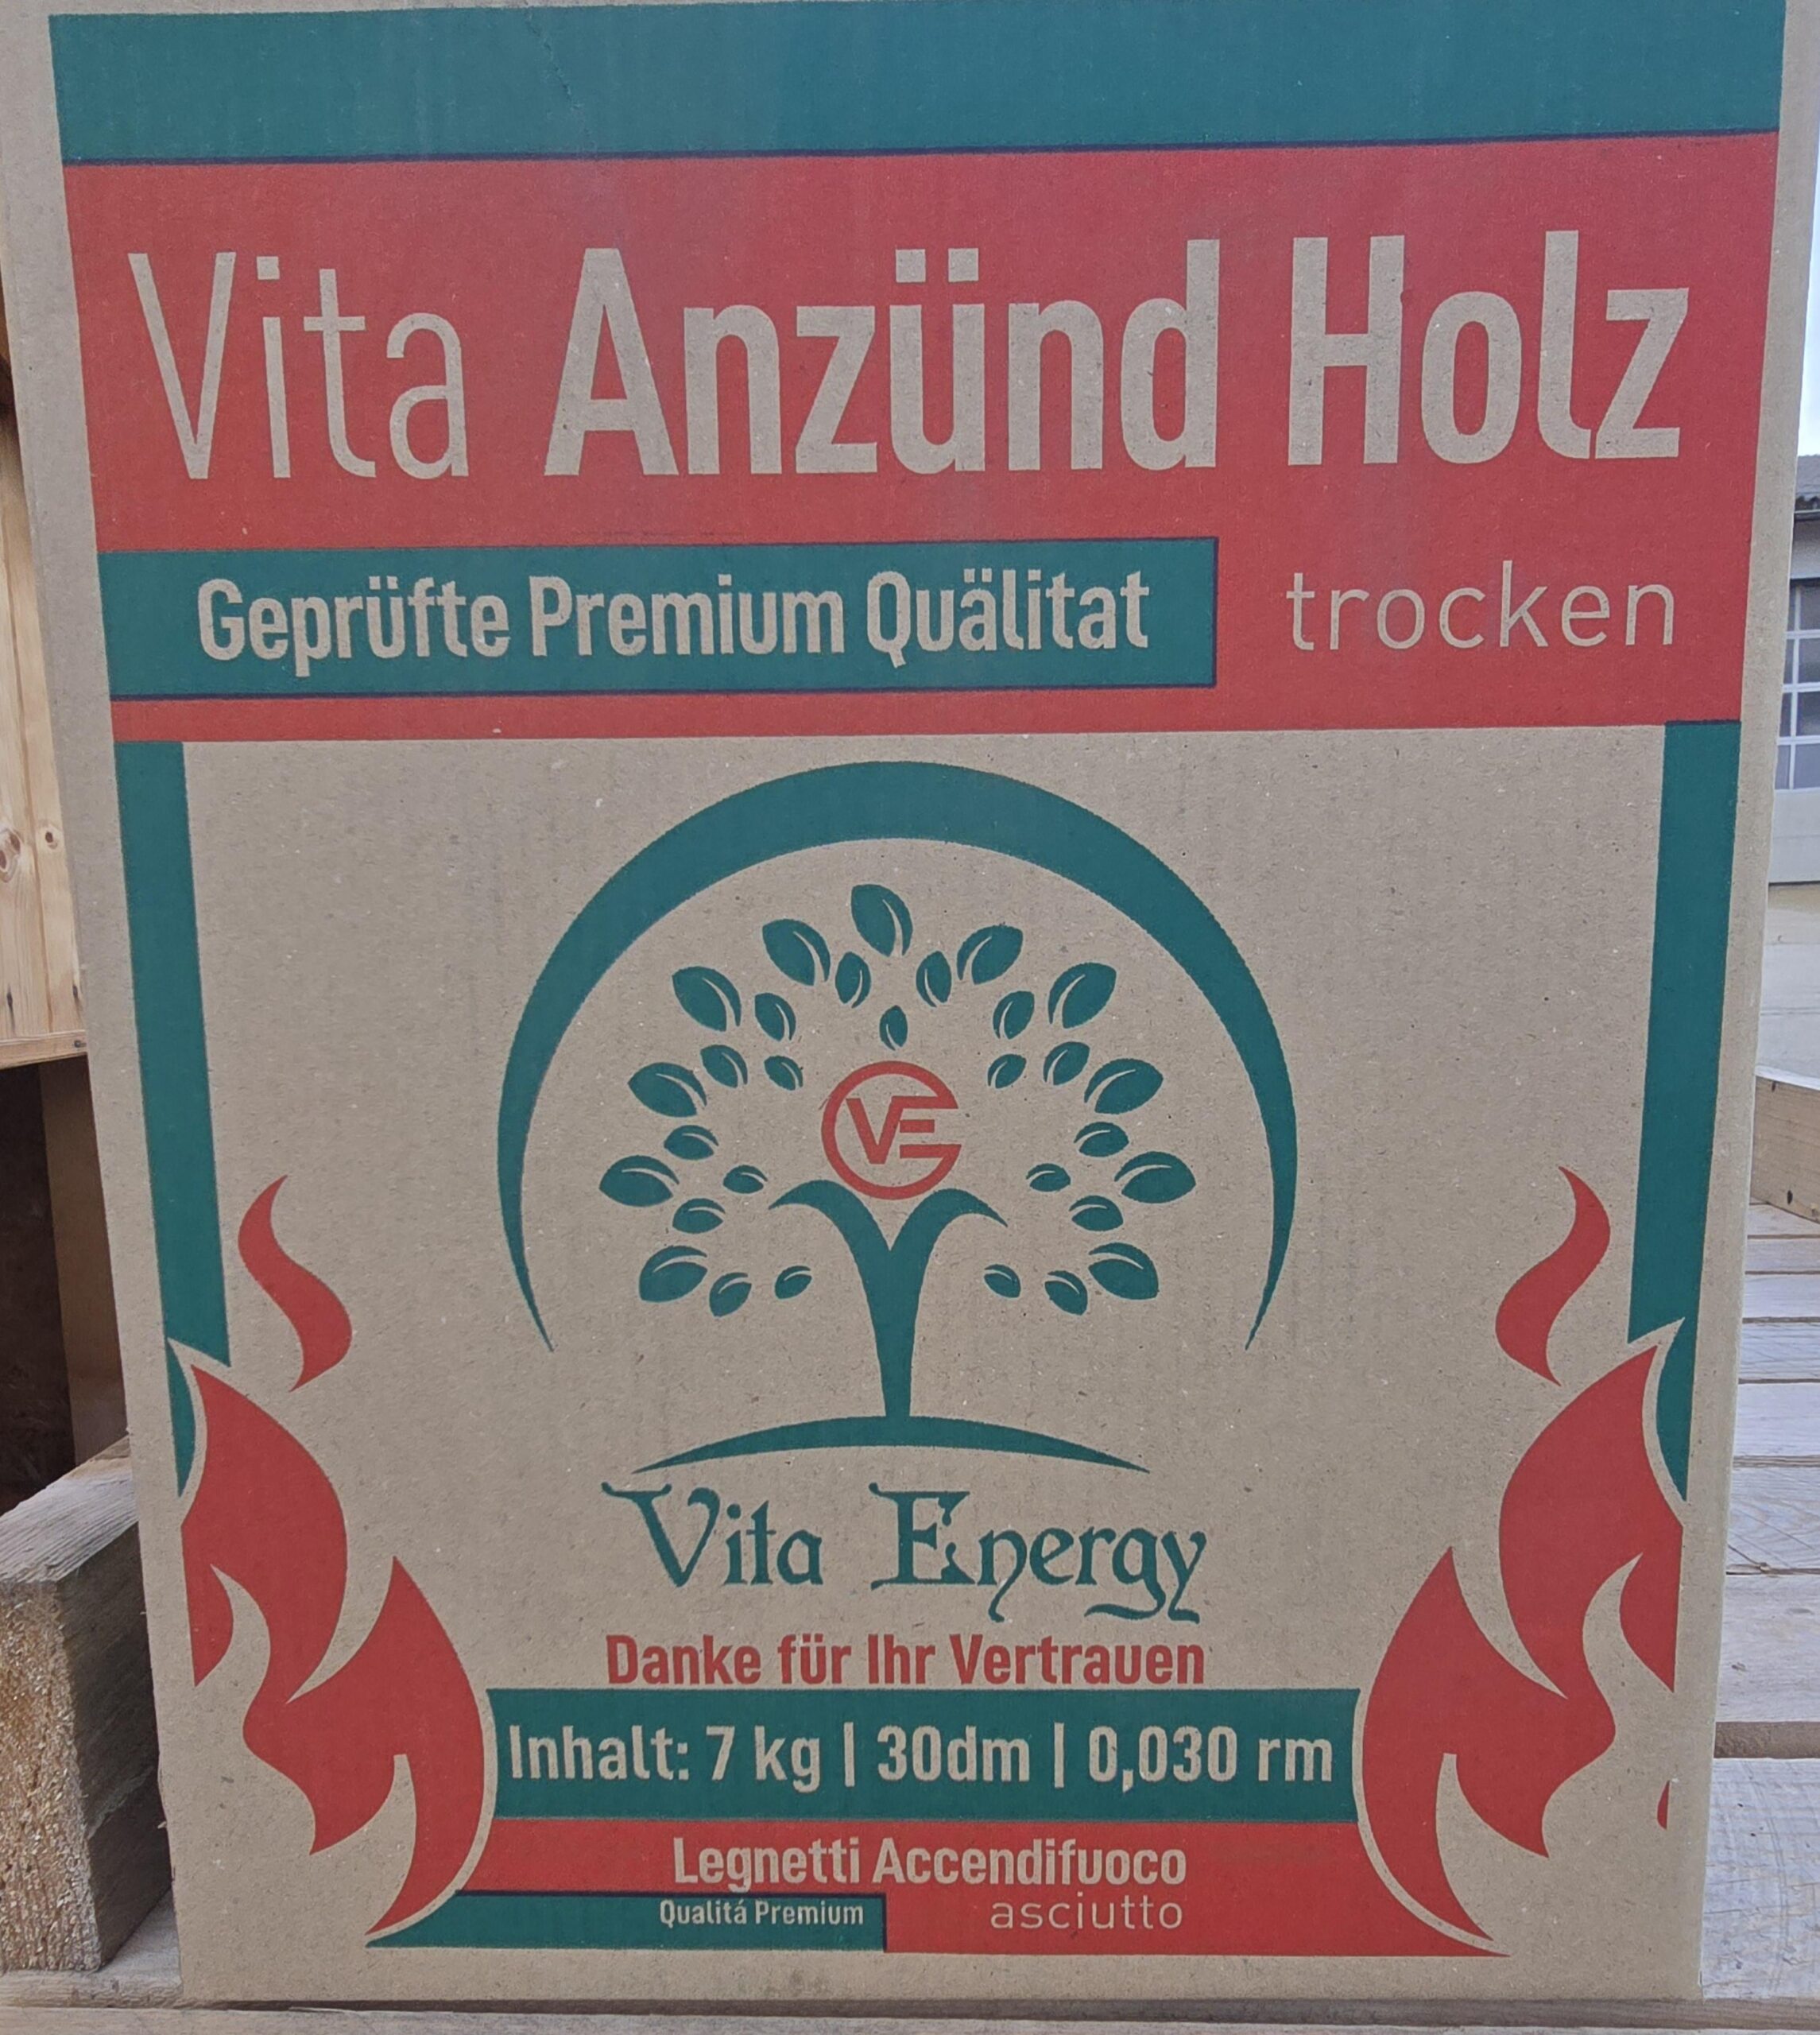 Vita Anzünd Holz
Geprüfte Premium Quälitat
trocken
VE
Vita Energy
Danke für Ihr Vertrauen
Inhalt: 7 kg | 30dm | 0,030 rm
Legnetti Accendifuoco
Qualitá Premium
asciutto